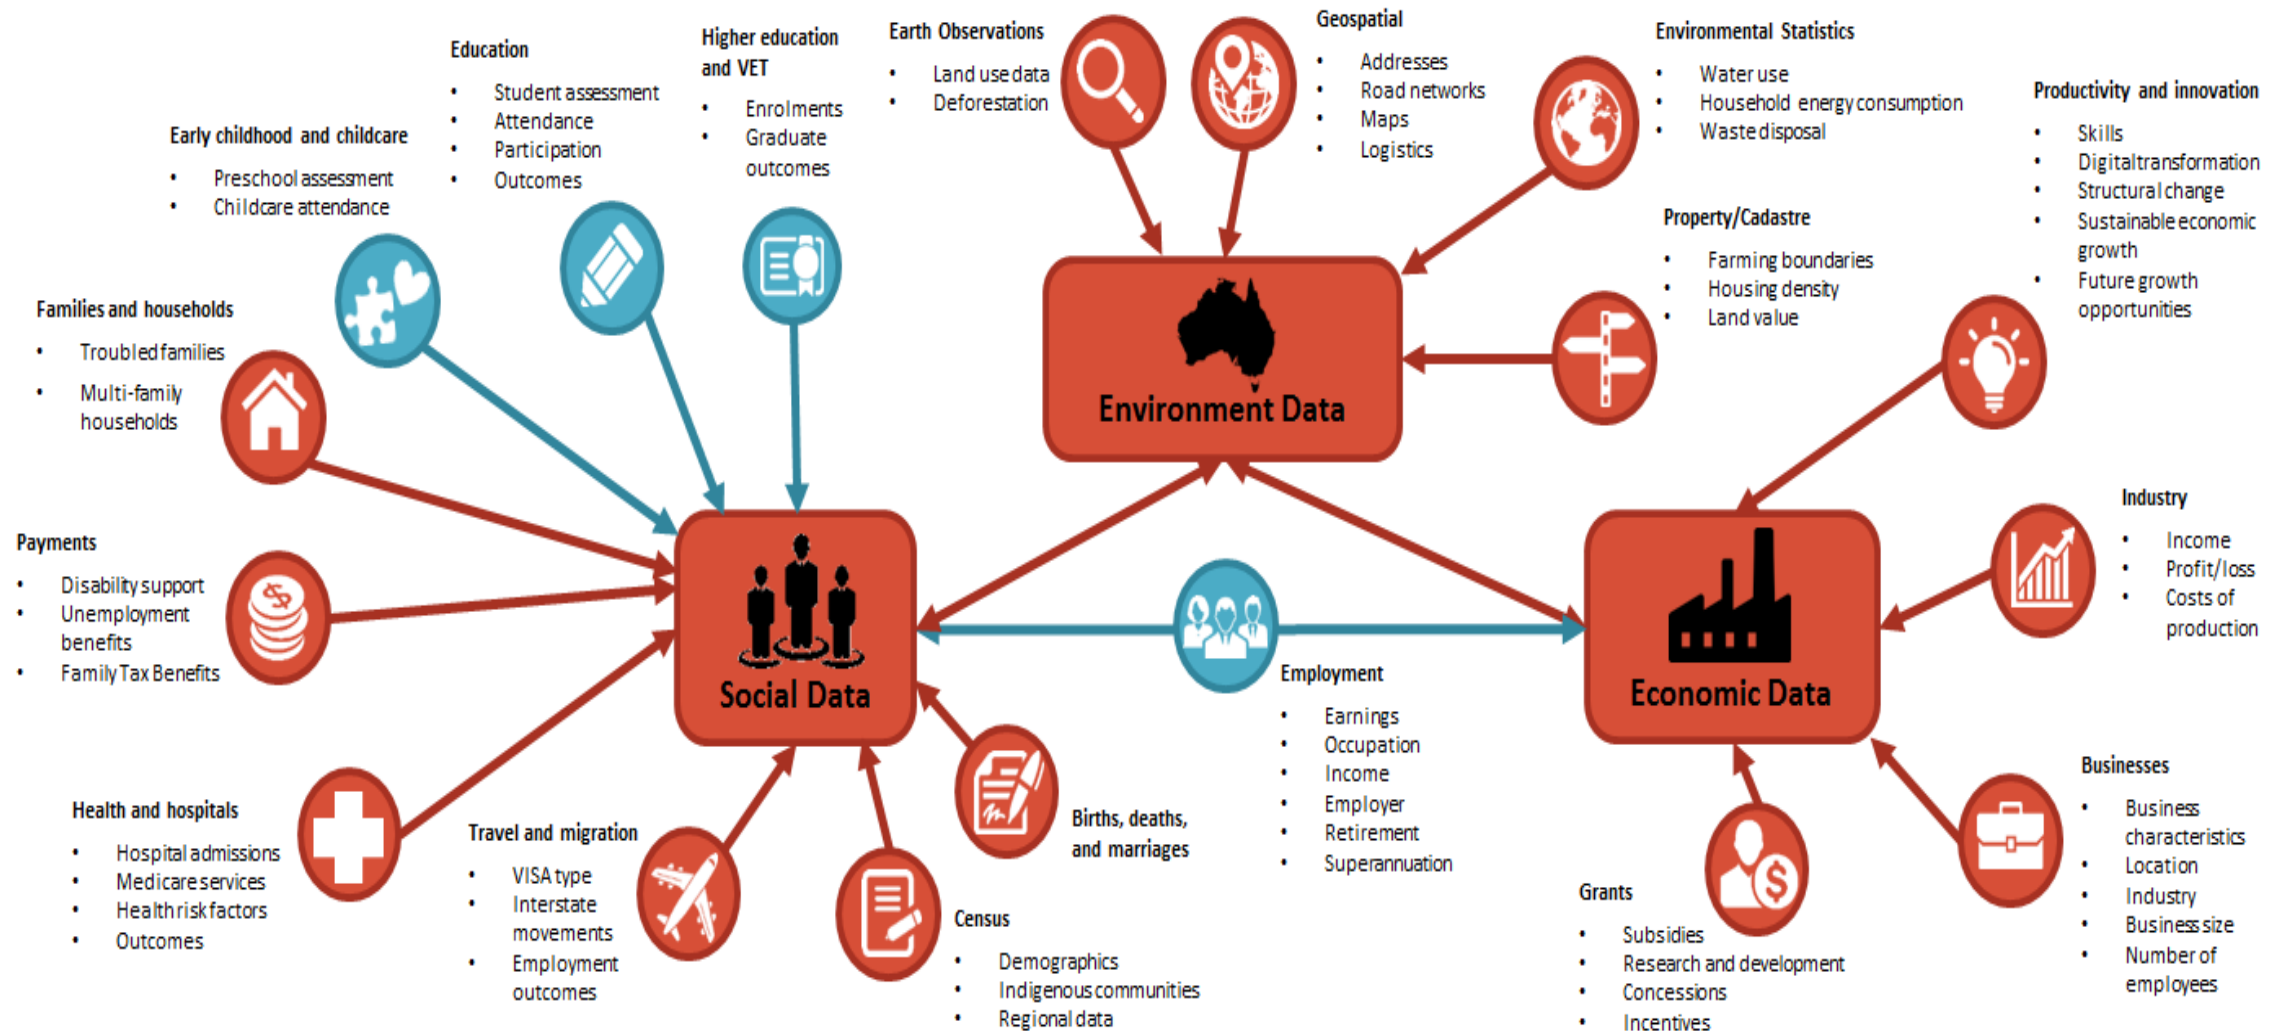 Early childhood and childcare
• Preschool assessment
• Childcare attendance
Education
• Student assessment
• Attendance
• Participation
• Outcomes
Higher education
and VET
• Enrolments
• Graduate
outcomes
Earth Observations
• Land use data
• Deforestation
Geospatial
• Addresses
• Road networks
• Maps
• Logistics
Environmental Statistics
• Water use
• Household energy consumption
• Waste disposal
Productivity and innovation
• Skills
• Digital transformation
• Structural change
• Sustainable economic
growth
• Future growth
opportunities
Property/Cadastre
• Farming boundaries
• Housing density
• Land value
Families and households
• Troubled families
• Multi-family
households
Environment Data
Payments
• Disability support
• Unemployment
benefits
• Family Tax Benefits
Social Data
Economic Data
Industry
• Income
• Profit/loss
• Costs of
production
Employment
• Earnings
• Occupation
• Income
• Employer
• Retirement
• Superannuation
Health and hospitals
• Hospital admissions
• Medicare services
• Health risk factors
• Outcomes
Travel and migration
• VISA type
• Interstate
movements
• Employment
outcomes
Census
• Demographics
• Indigenous communities
• Regional data
Births, deaths,
and marriages
Grants
• Subsidies
• Research and development
• Concessions
• Incentives
Businesses
• Business
characteristics
• Location
• Industry
• Business size
• Number of
employees